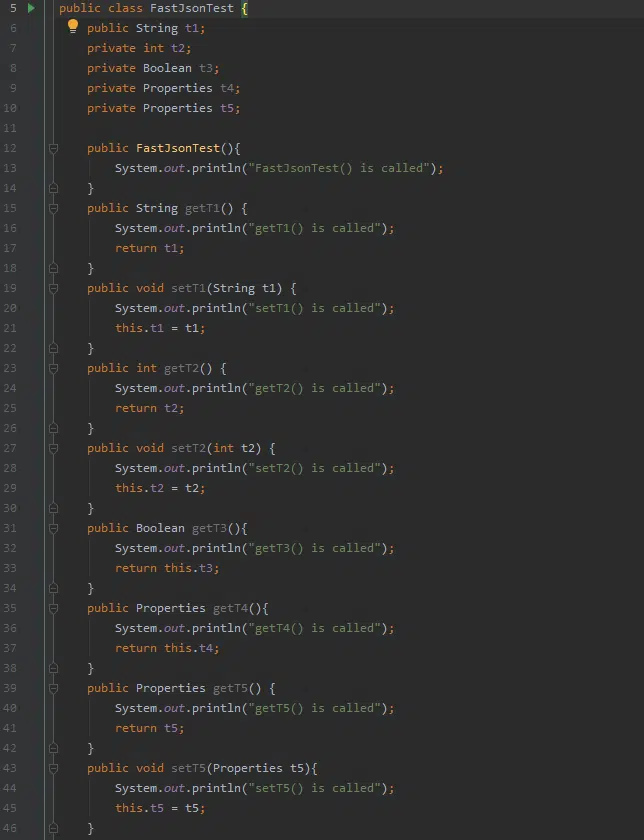 5 public class FastJsonTest {
6     public String t1;
7     private int t2;
8     private Boolean t3;
9     private Properties t4;
10     private Properties t5;
11
12     public FastJsonTest(){
13         System.out.println("FastJsonTest() is called");
14     }
15     public String getT1() {
16         System.out.println("getT1() is called");
17         return t1;
18     }
19     public void setT1(String t1) {
20         System.out.println("setT1() is called");
21         this.t1 = t1;
22     }
23     public int getT2() {
24         System.out.println("getT2() is called");
25         return t2;
26     }
27     public void setT2(int t2) {
28         System.out.println("setT2() is called");
29         this.t2 = t2;
30     }
31     public Boolean getT3(){
32         System.out.println("getT3() is called");
33         return this.t3;
34     }
35     public Properties getT4(){
36         System.out.println("getT4() is called");
37         return this.t4;
38     }
39     public Properties getT5() {
40         System.out.println("getT5() is called");
41         return t5;
42     }
43     public void setT5(Properties t5){
44         System.out.println("setT5() is called");
45         this.t5 = t5;
46     }